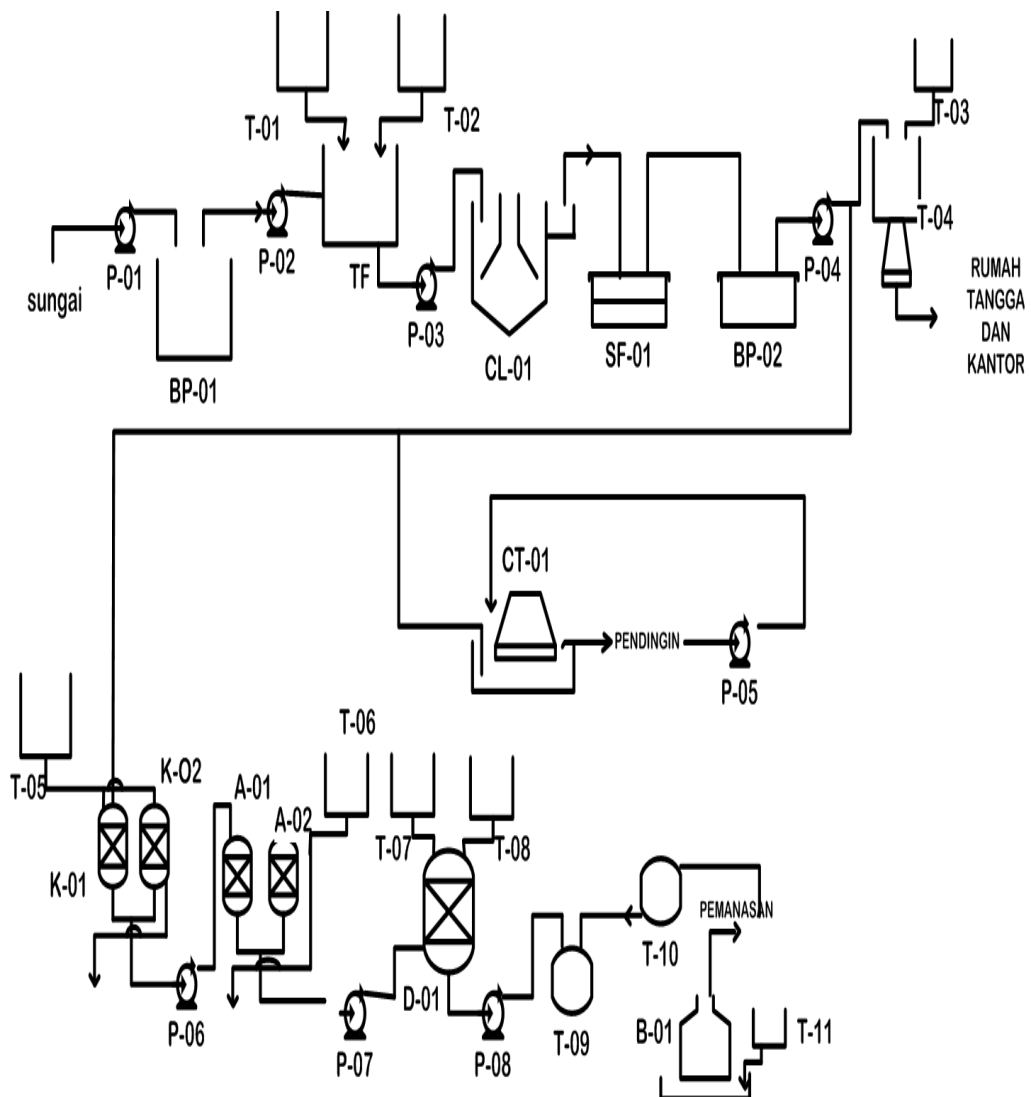 T-01
T-02
T-03
T-04
P-01
P-02
TF
P-03
CL-01
SF-01
BP-02
P-04
sungai
BP-01
RUMAH
TANGGA
DAN
KANTOR
CT-01
PENDINGIN
P-05
T-05
K-O2
K-01
A-01
A-02
T-06
T-07
T-08
P-06
P-07
D-01
P-08
T-09
T-10
PEMANASAN
B-01
T-11